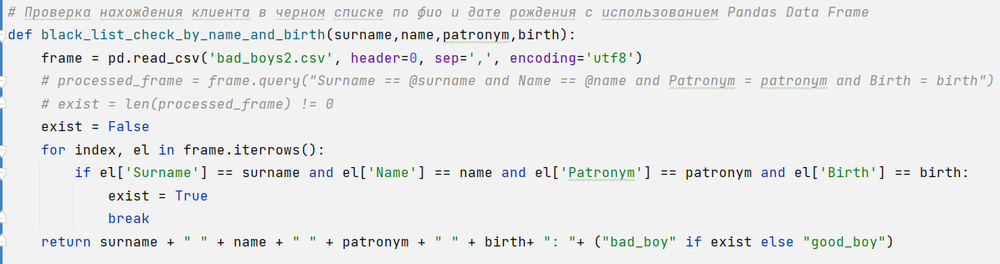 # Проверка нахождения клиента в черном списке по фио и дате рождения с использованием Pandas Data Frame
def black_list_check_by_name_and_birth(surname,name,patronym,birth):
    frame = pd.read_csv('bad_boys2.csv', header=0, sep=',', encoding='utf8')
    # processed_frame = frame.query("Surname == @surname and Name == @name and Patronym = patronym and Birth = birth")
    # exist = len(processed_frame) != 0
    exist = False
    for index, el in frame.iterrows():
        if el['Surname'] == surname and el['Name'] == name and el['Patronym'] == patronym and el['Birth'] == birth:
            exist = True
            break
    return surname + " " + name + " " + patronym + " " + birth+ ": "+ ("bad_boy" if exist else "good_boy")